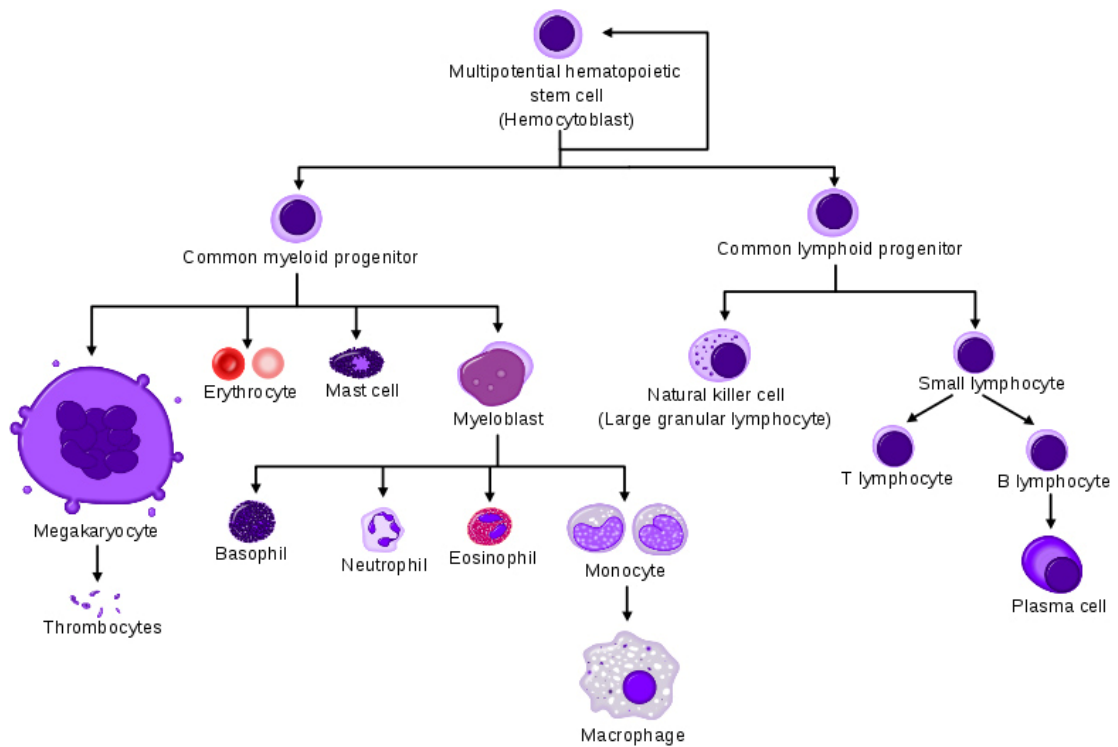 Multipotential hematopoietic
stem cell
(Hemocytoblast)
Common myeloid progenitor
Common lymphoid progenitor
Erythrocyte
Mast cell
Myeloblast
Natural killer cell
(Large granular lymphocyte)
Small lymphocyte
T lymphocyte
B lymphocyte
Megakaryocyte
Basophil
Neutrophil
Eosinophil
Monocyte
Plasma cell
Thrombocytes
Macrophage